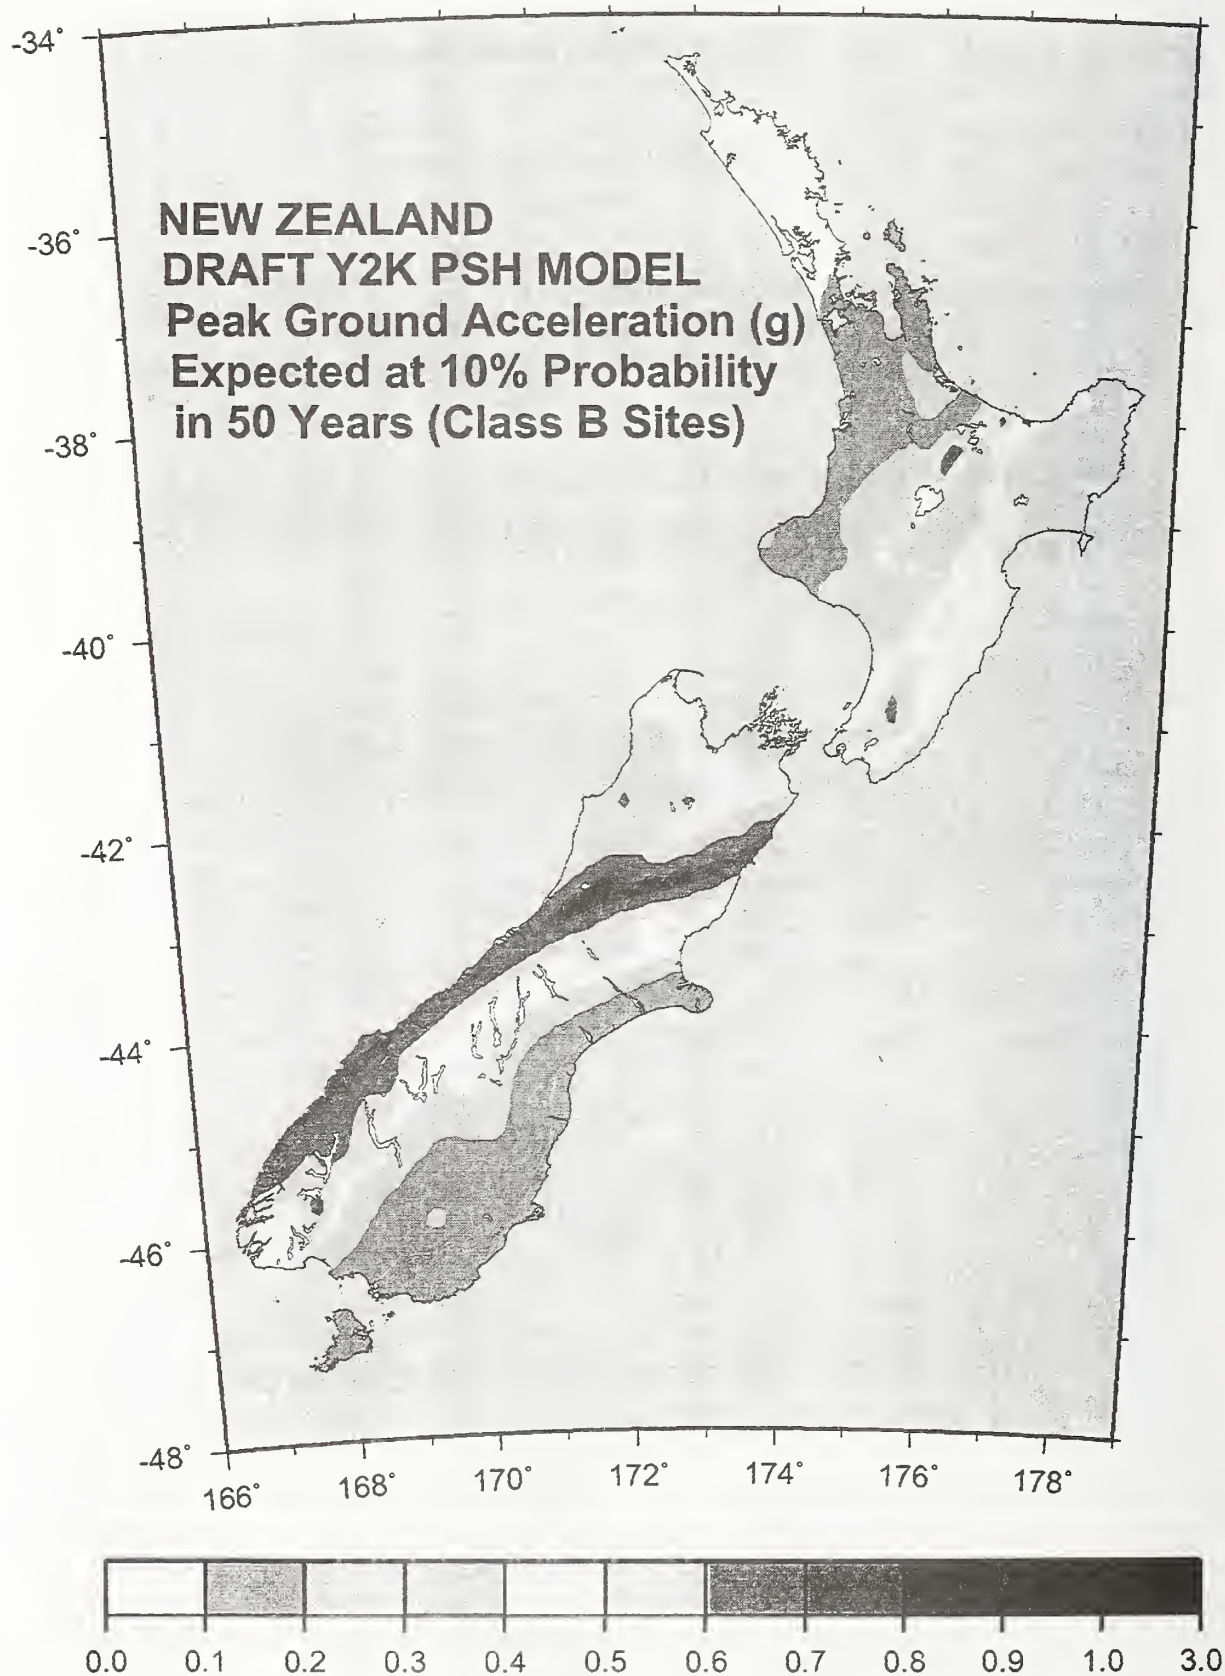 NEW ZEALAND
DRAFT Y2K PSH MODEL
Peak Ground Acceleration (g)
Expected at 10% Probability
in 50 Years (Class B Sites)
-34°
-36°
-38°
-40°
-42°
-44°
-46°
-48°
166° 168° 170° 172° 174° 176° 178°
0.0 0.1 0.2 0.3 0.4 0.5 0.6 0.7 0.8 0.9 1.0 3.0